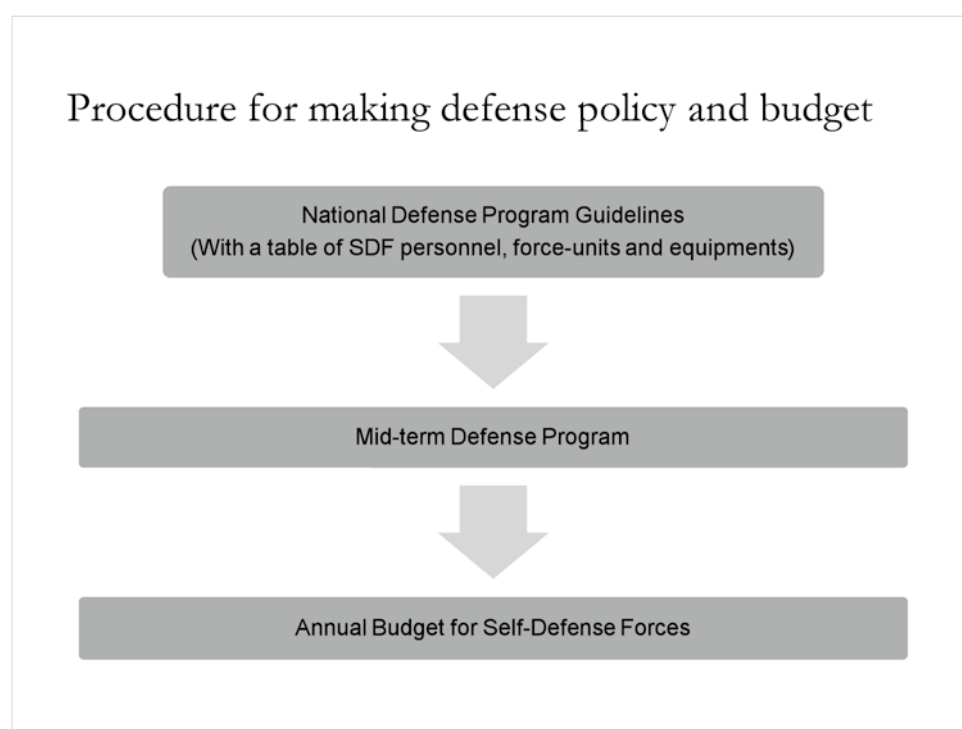 Procedure for making defense policy and budget
National Defense Program Guidelines
(With a table of SDF personnel, force-units and equipments)
Mid-term Defense Program
Annual Budget for Self-Defense Forces